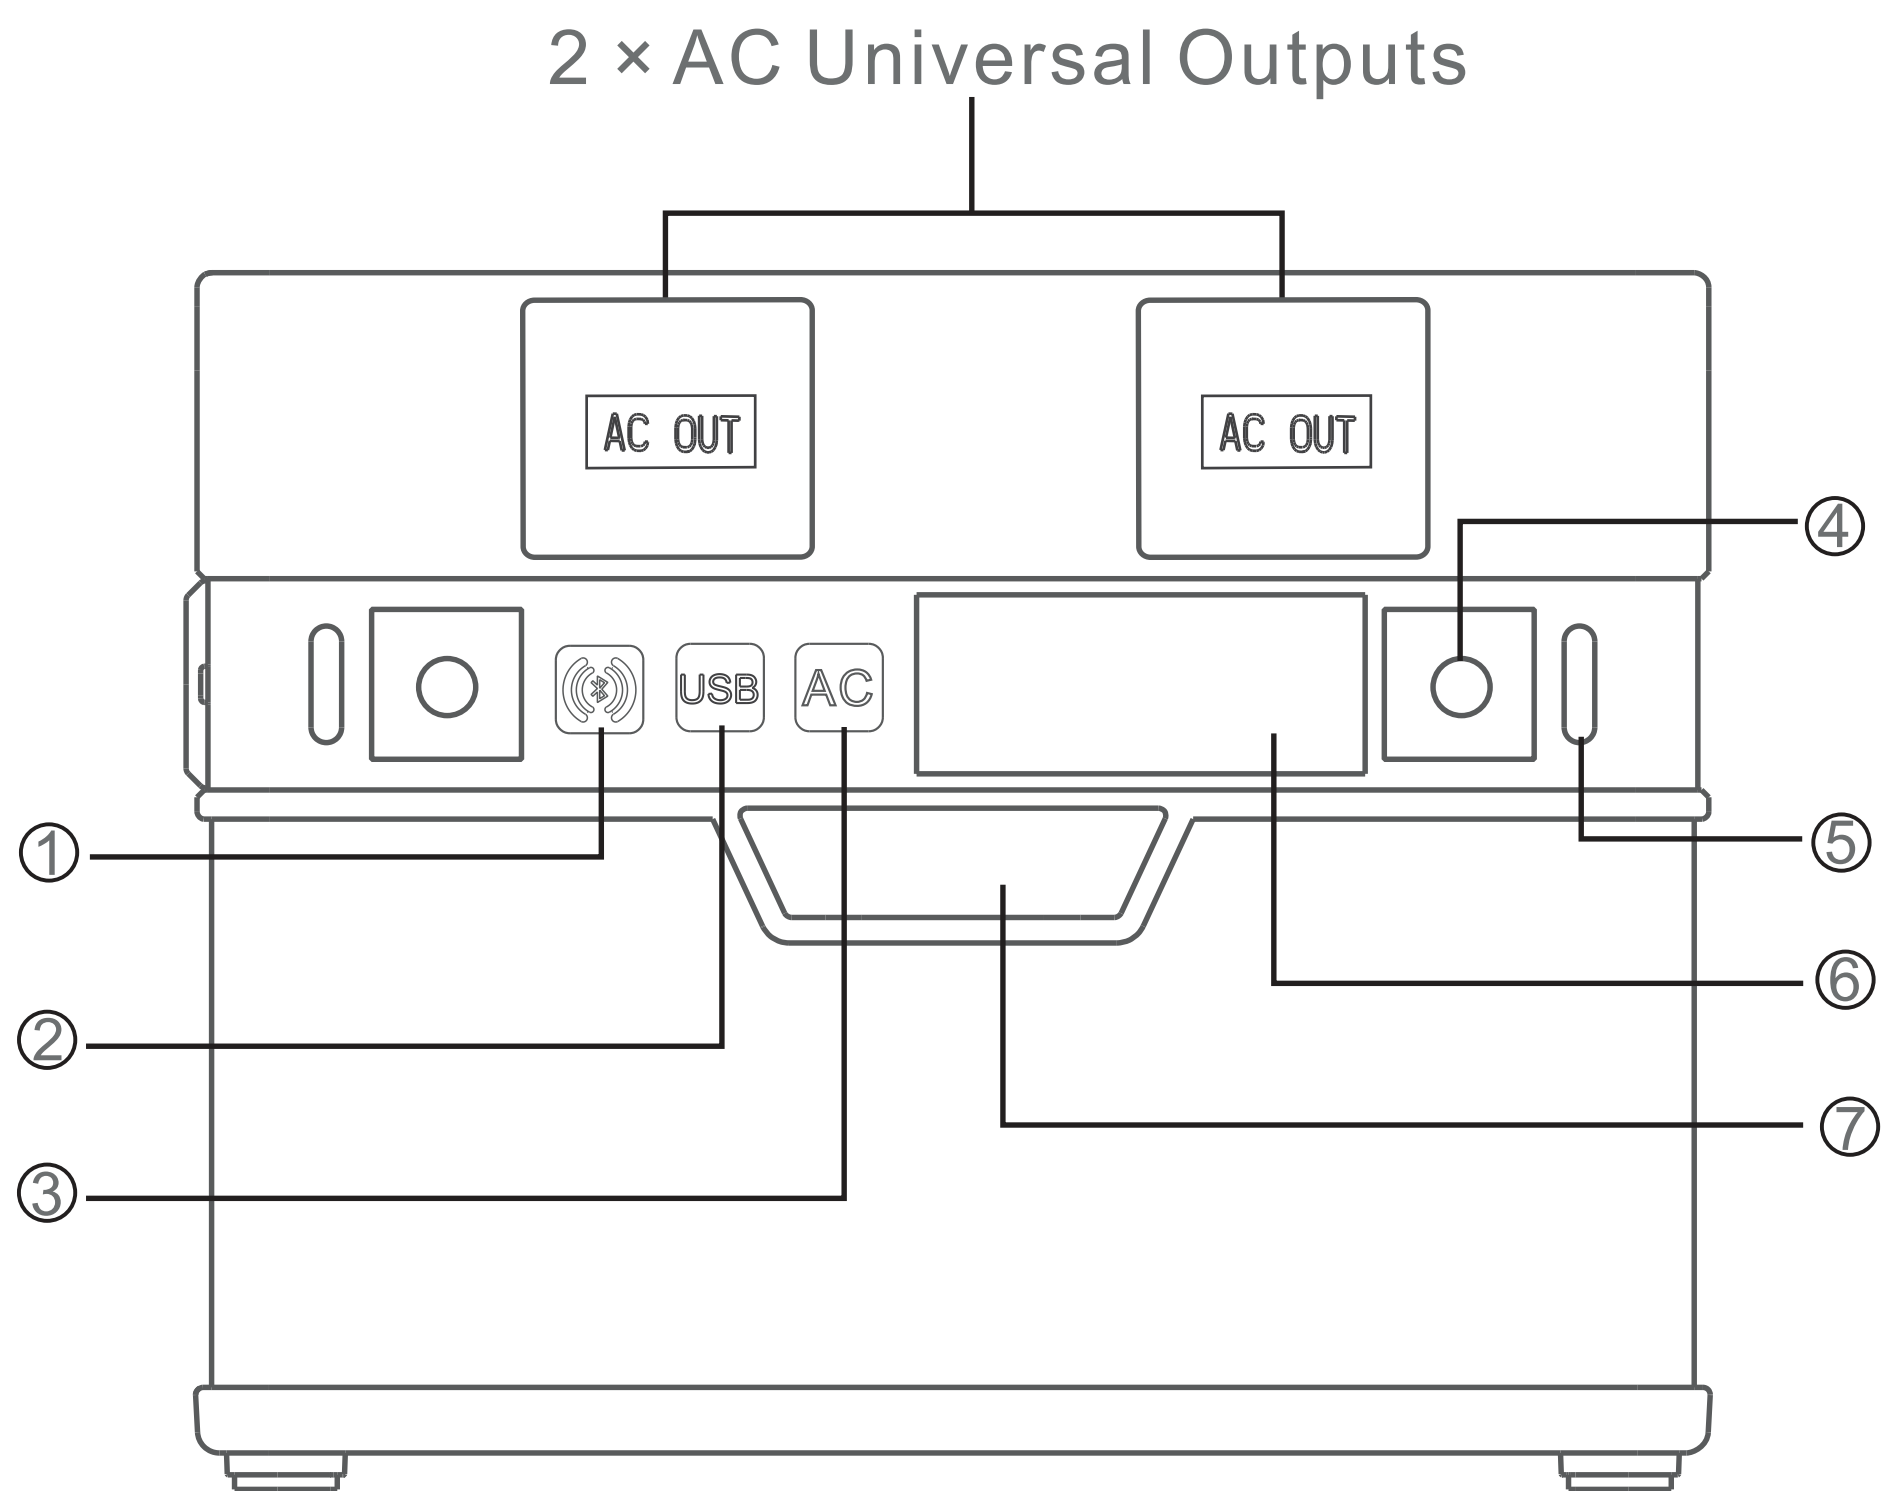 2 × AC Universal Outputs
AC OUT
AC OUT
④
USB
AC
①
⑤
⑥
②
⑦
③